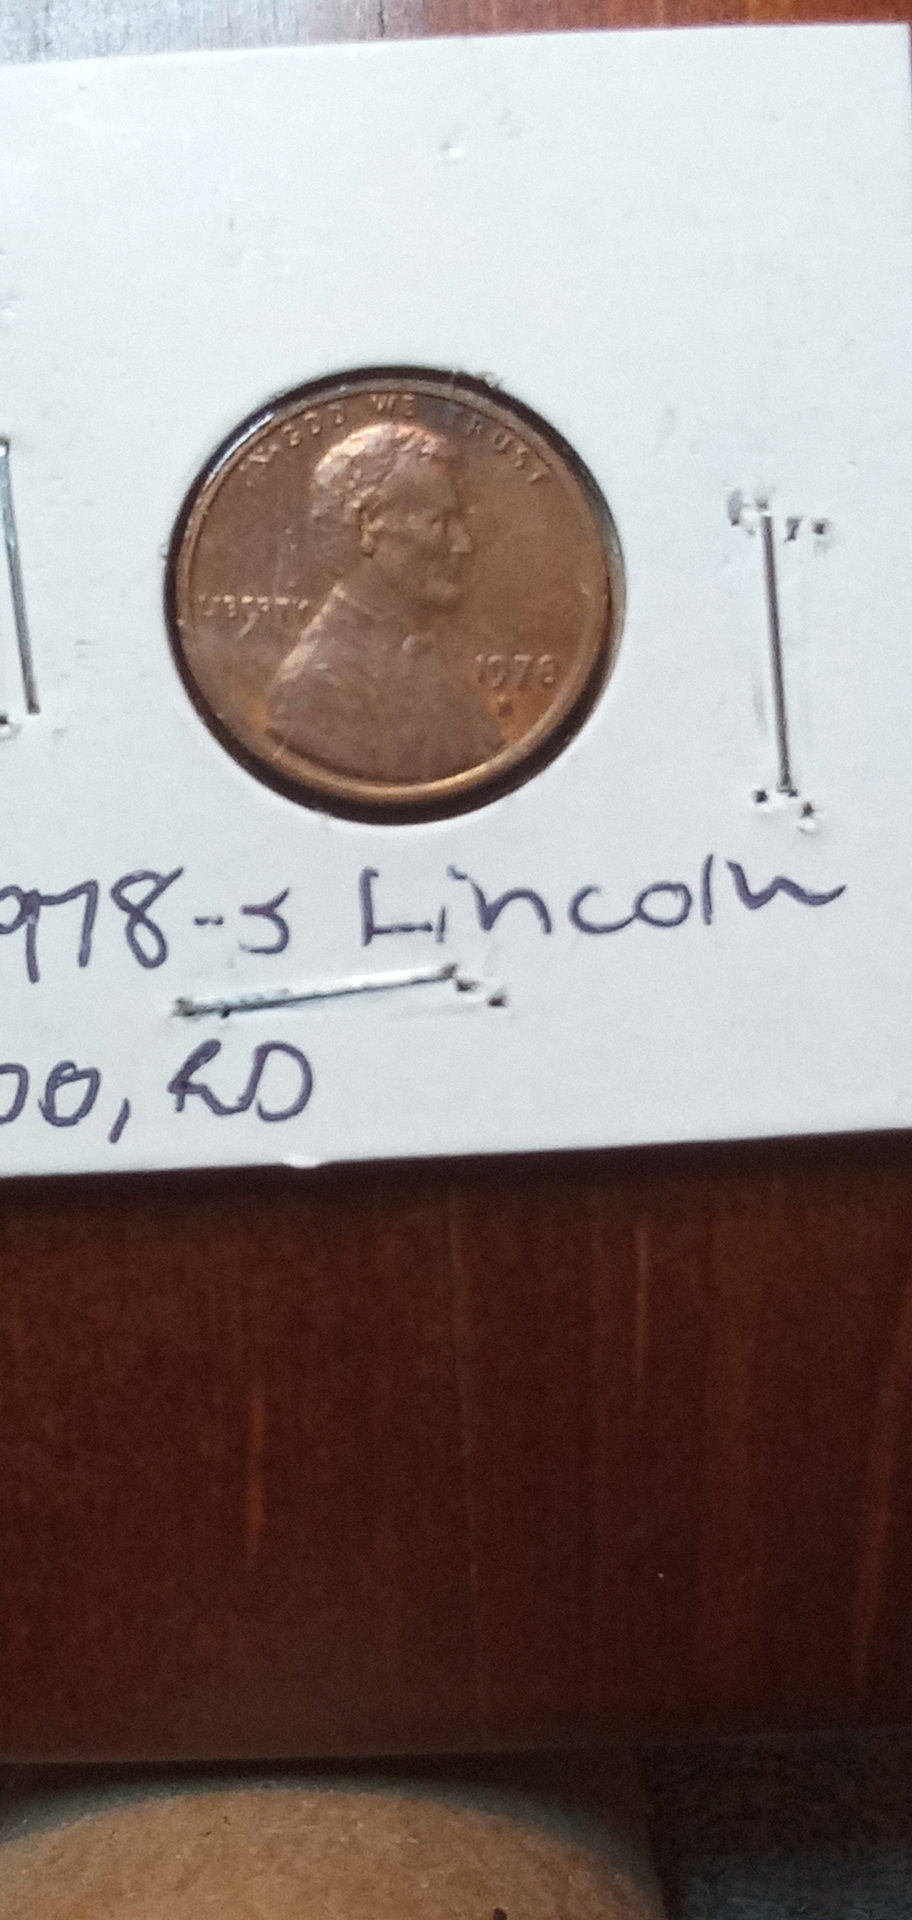 IN GOD WE TRUST
LIBERTY
1978
978-S Lincoln
00, RD